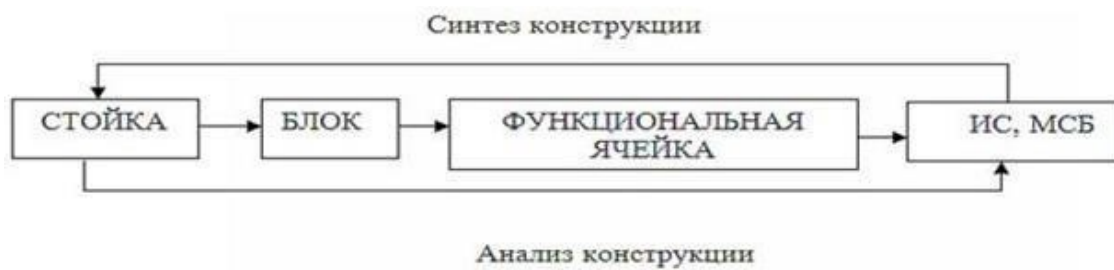 Синтез конструкции
СТОЙКА
БЛОК
ФУНКЦИОНАЛЬНАЯ
ЯЧЕЙКА
ИС, МСБ
Анализ конструкции